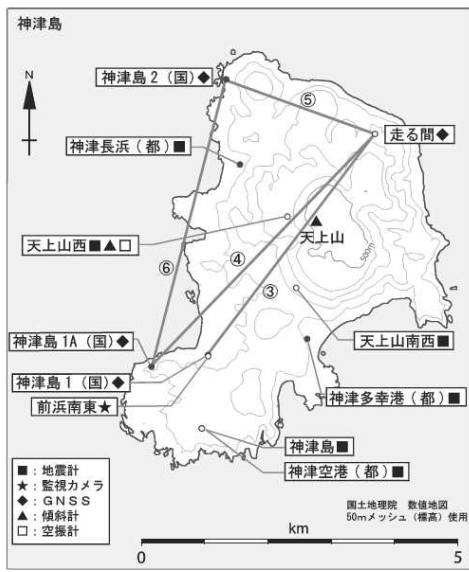 神津島
N
神津島２（国）◆
⑤
走る間◆
神津長浜（都）■
天上山
500m
天上山西■▲□
④
⑥
③
神津島 1A（国）◆
天上山南西■
神津島１（国）◆
前浜南東★
神津多幸港（都）■
神津島■
神津空港（都）■
■：地震計
★：監視カメラ
◆：ＧＮＳＳ
▲：傾斜計
□：空振計
国土地理院　数値地図
50mメッシュ（標高）使用
km
0
5